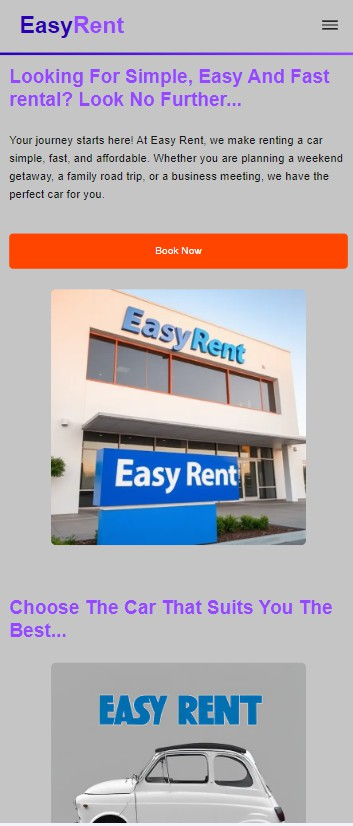 EasyRent
Looking For Simple, Easy And Fast
rental? Look No Further...
Your journey starts here! At Easy Rent, we make renting a car
simple, fast, and affordable. Whether you are planning a weekend
getaway, a family road trip, or a business meeting, we have the
perfect car for you.
Book Now
EasyRent
Easy Rent
Choose The Car That Suits You The
Best...
EASY RENT